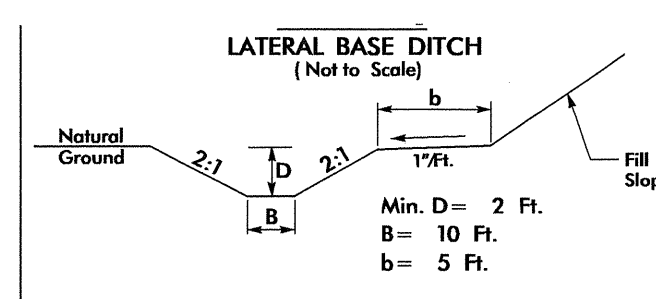 LATERAL BASE DITCH
( Not to Scale)
b
Natural
Ground
2:1
D
2:1
1"/Ft.
B
Fill
Slop
Min. D= 2 Ft.
B= 10 Ft.
b= 5 Ft.